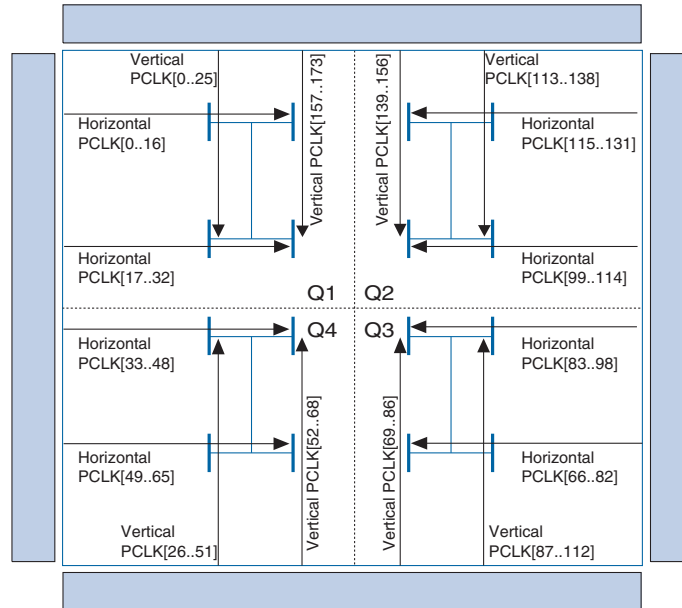 Vertical
PCLK[0..25]
Vertical PCLK[157..173]
Vertical PCLK[139..156]
Vertical
PCLK[113..138]
Horizontal
PCLK[0..16]
Horizontal
PCLK[115..131]
Horizontal
PCLK[17..32]
Horizontal
PCLK[99..114]
Q1 Q2
Q4 Q3
Horizontal
PCLK[33..48]
Horizontal
PCLK[83..98]
Vertical PCLK[52..68]
Vertical PCLK[69..86]
Horizontal
PCLK[49..65]
Horizontal
PCLK[66..82]
Vertical
PCLK[26..51]
Vertical
PCLK[87..112]